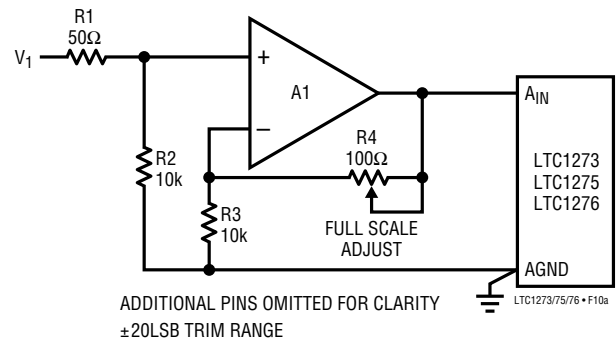 R1
50Ω
V1
+
A1
−
R4
100Ω
FULL SCALE
ADJUST
R2
10k
R3
10k
AIN
LTC1273
LTC1275
LTC1276
AGND
LTC1273/75/76 • F10a
ADDITIONAL PINS OMITTED FOR CLARITY
±20LSB TRIM RANGE